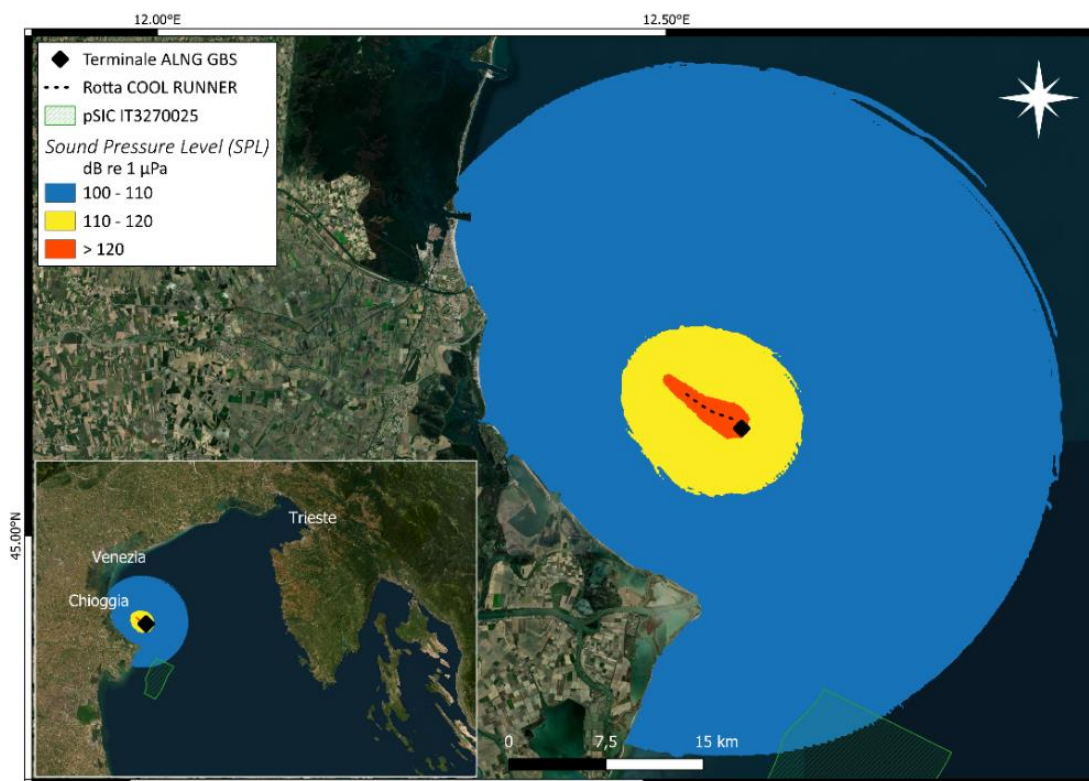 12.00°E
12.50°E
Terminale ALNG GBS
Rotta COOL RUNNER
pSIC IT3270025
Sound Pressure Level (SPL)
dB re 1 µPa
100 - 110
110 - 120
> 120
45.00°N
Trieste
Venezia
Chioggia
0 7,5 15 km